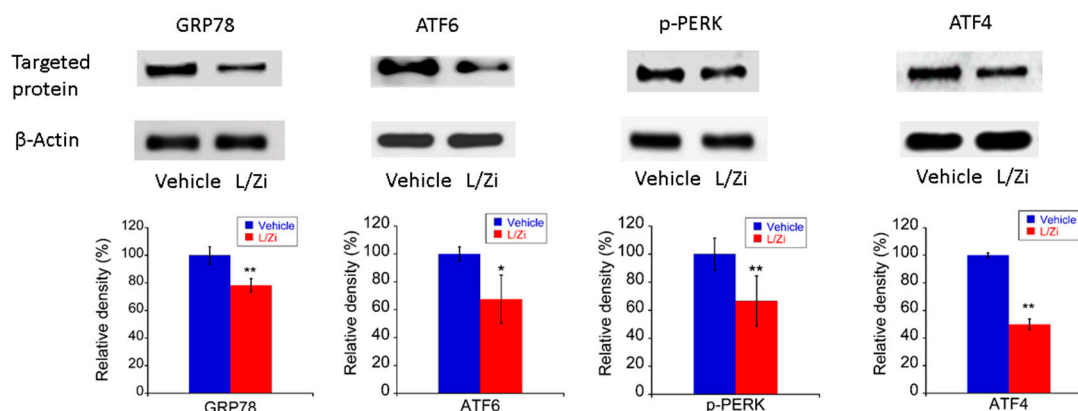 GRP78 ATF6 p-PERK ATF4
Targeted
protein
β-Actin
Vehicle L/Zi Vehicle L/Zi Vehicle L/Zi Vehicle L/Zi
120
100
80
60
40
20
0
Relative density (%)
Vehicle
L/Zi
**
GRP78
120
100
80
60
40
20
0
Relative density (%)
Vehicle
L/Zi
*
ATF6
120
100
80
60
40
20
0
Relative density (%)
Vehicle
L/Zi
**
p-PERK
120
100
80
60
40
20
0
Relative density (%)
Vehicle
L/Zi
**
ATF4